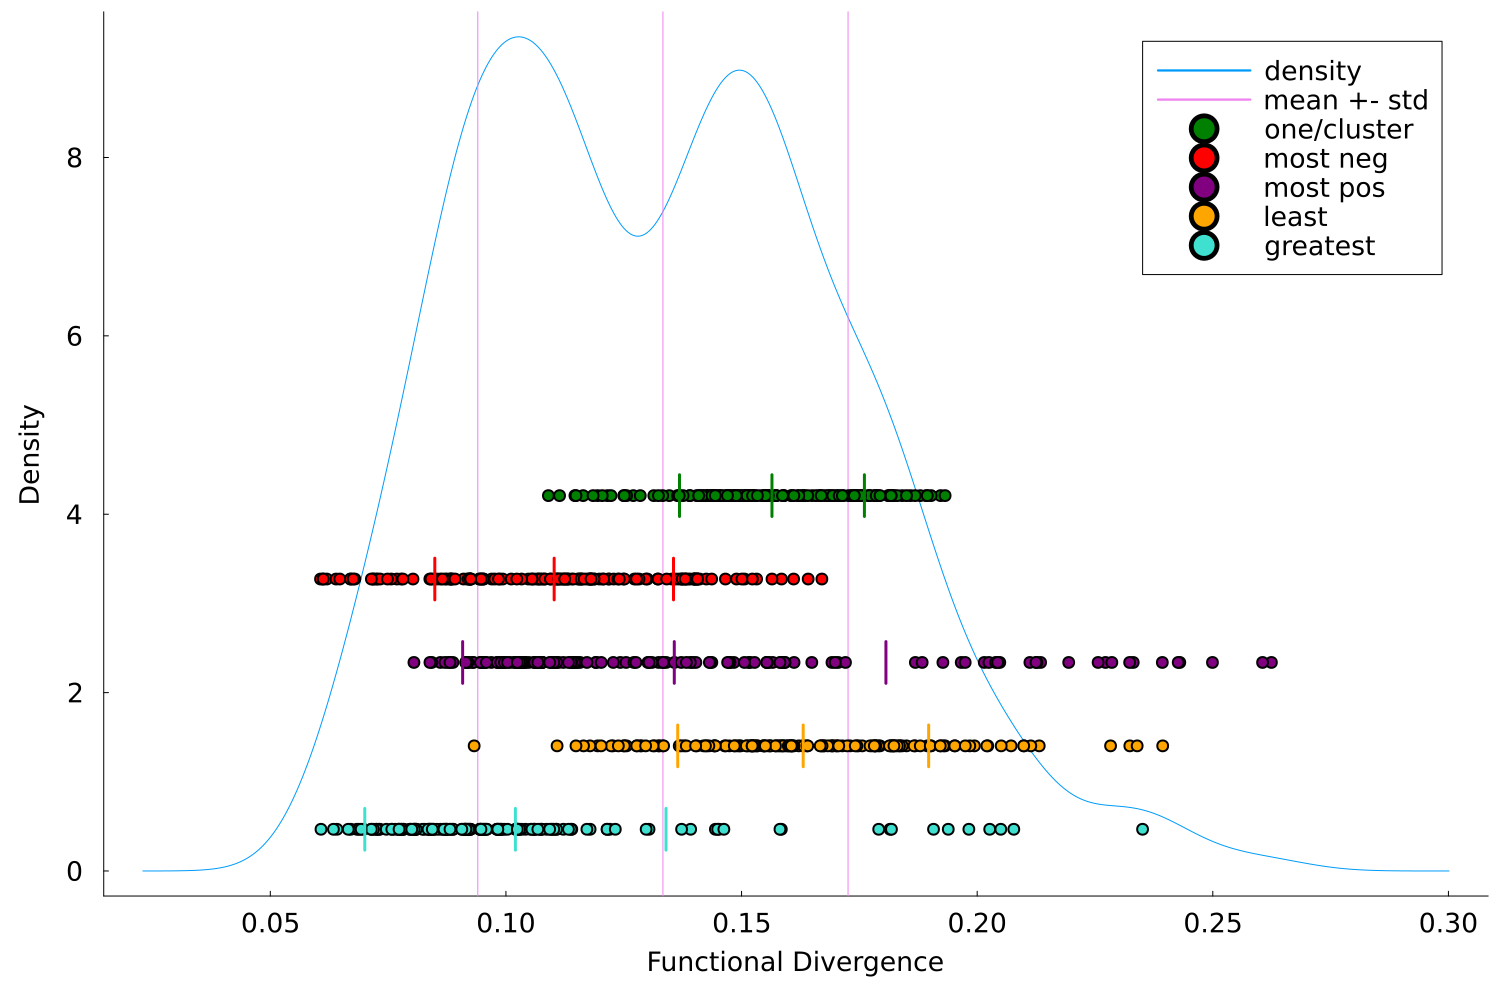 density
mean +- std
one/cluster
most neg
most pos
least
greatest
8
6
4
2
0
Density
0.05 0.10 0.15 0.20 0.25 0.30
Functional Divergence